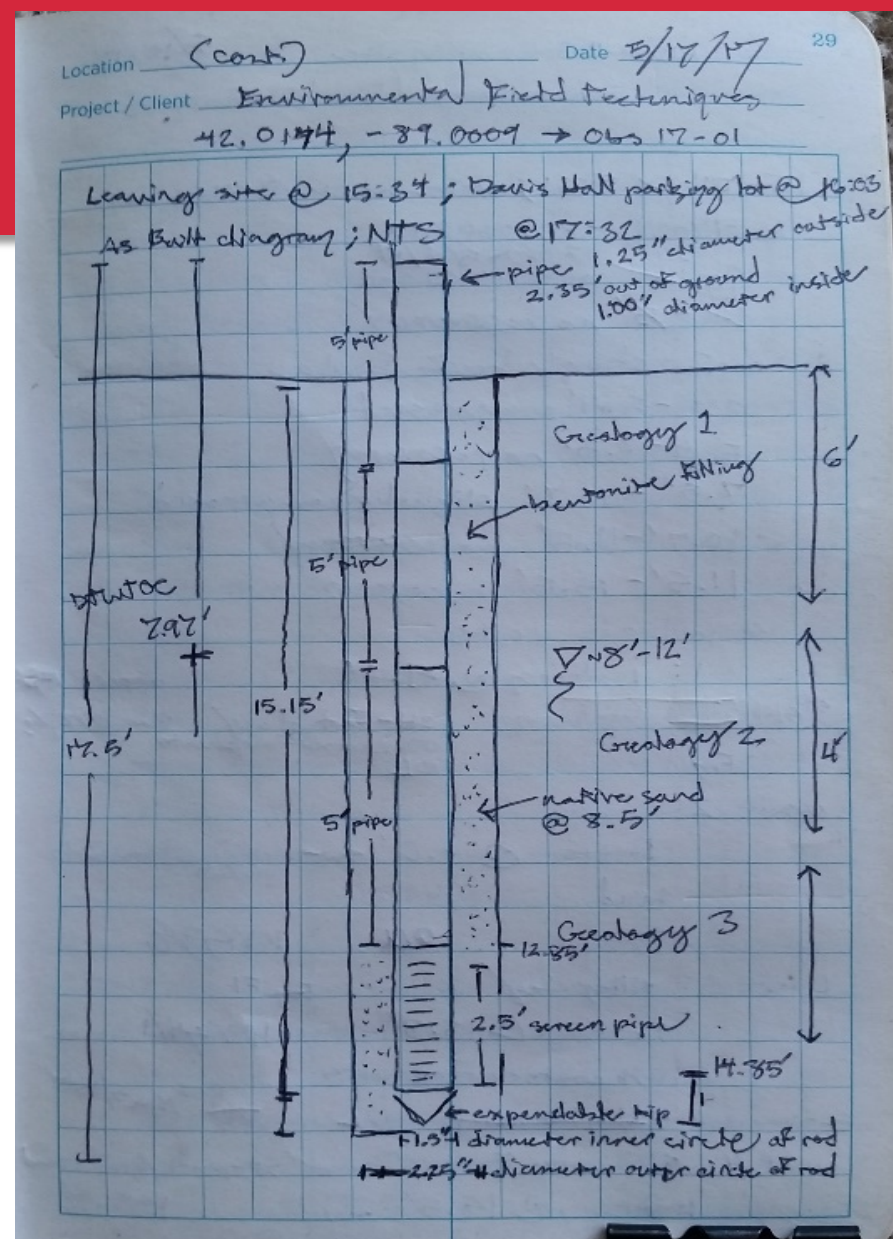 29
Location (cont.) Date 5/17/17
Project / Client Environmental Field Techniques
42.0174, -89.0009 → Obs 17-01
Leaving site @ 15:34 ; Davis Hall parking lot @ 16:03
As Built diagram ; NTS @ 17:32
pipe 1.25" diameter outside
2.35' out of ground
1.00" diameter inside
5' pipe
Geology 1
6'
bentonite filling
5' pipe
DTWTOC
7.97'
▽ ~8'-12'
15.15'
17.5'
Geology 2
4'
native sand
@ 8.5'
5' pipe
Geology 3
12.35'
2.5' screen pipe
14.85'
expendable tip
1'
1.5" diameter inner circle of rod
2.25" diameter outer circle of rod